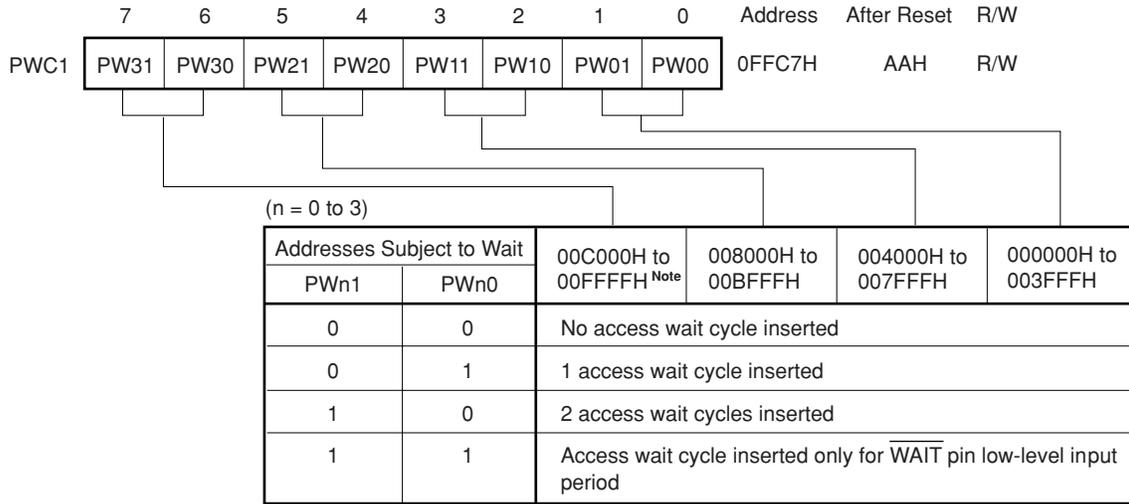 7 6 5 4 3 2 1 0 Address After Reset R/W
PWC1 PW31 PW30 PW21 PW20 PW11 PW10 PW01 PW00 0FFC7H AAH R/W
(n = 0 to 3)
Addresses Subject to Wait
PWn1 PWn0
00C000H to
00FFFFH Note
008000H to
00BFFFH
004000H to
007FFFH
000000H to
003FFFH
0 0 No access wait cycle inserted
0 1 1 access wait cycle inserted
1 0 2 access wait cycles inserted
1 1 Access wait cycle inserted only for WAIT pin low-level input
period